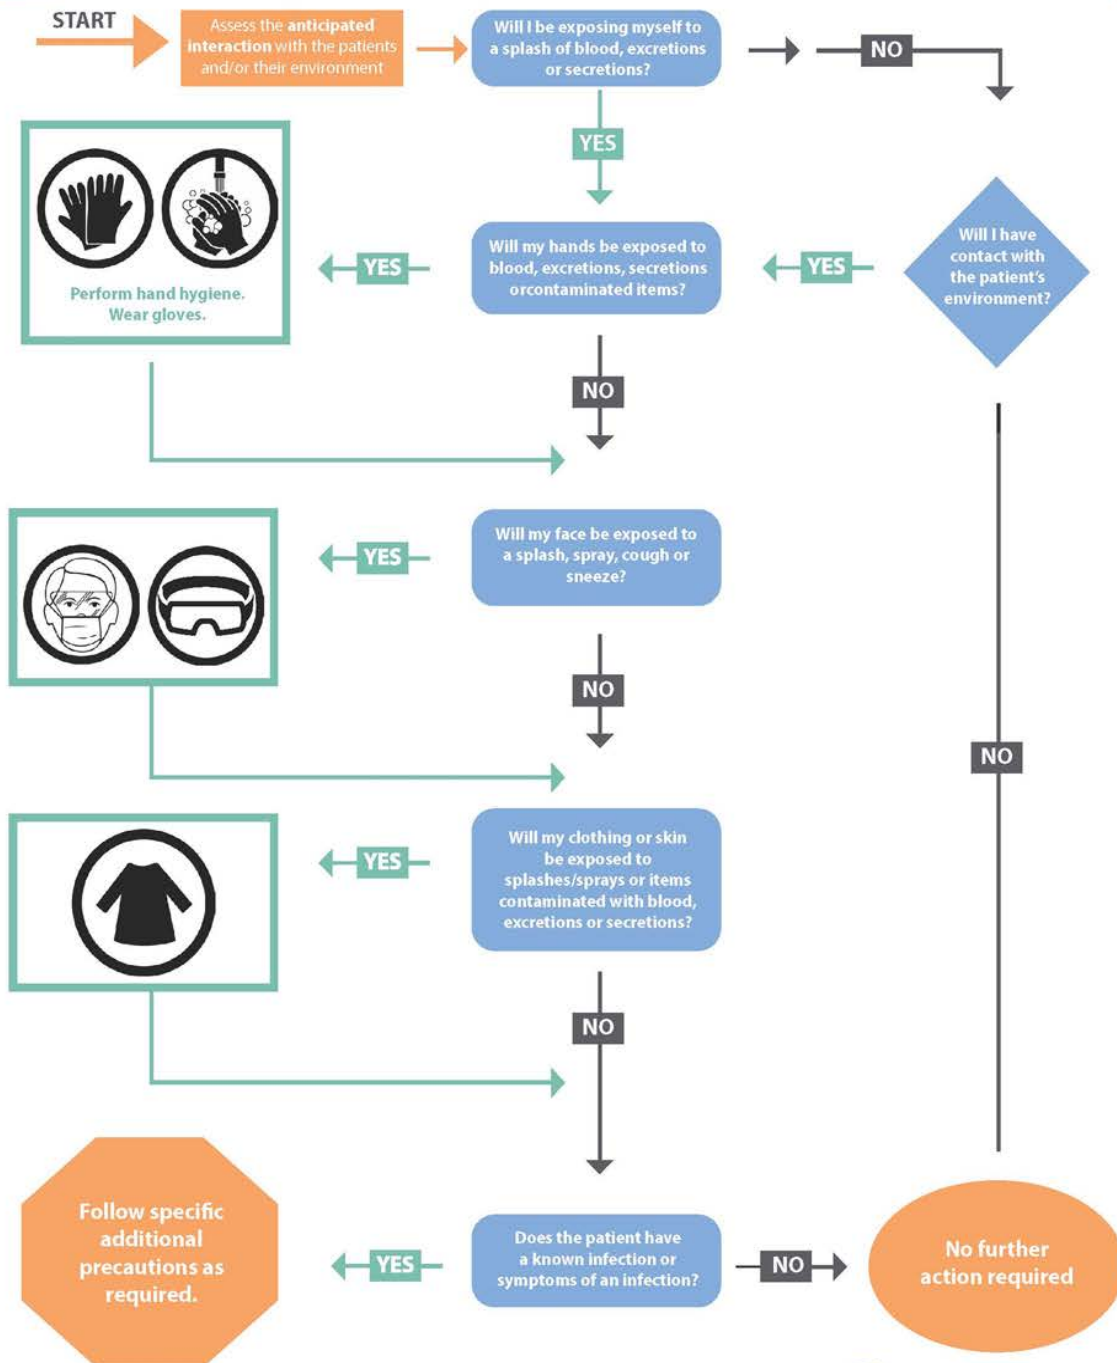 START
Assess the anticipated
interaction with the patients
and/or their environment
Will I be exposing myself to
a splash of blood, excretions
or secretions?
NO
YES
Perform hand hygiene.
Wear gloves.
YES
Will my hands be exposed to
blood, excretions, secretions
orcontaminated items?
YES
Will I have
contact with
the patient's
environment?
NO
YES
Will my face be exposed to
a splash, spray, cough or
sneeze?
NO
NO
YES
Will my clothing or skin
be exposed to
splashes/sprays or items
contaminated with blood,
excretions or secretions?
NO
Follow specific
additional
precautions as
required.
YES
Does the patient have
a known infection or
symptoms of an infection?
NO
No further
action required